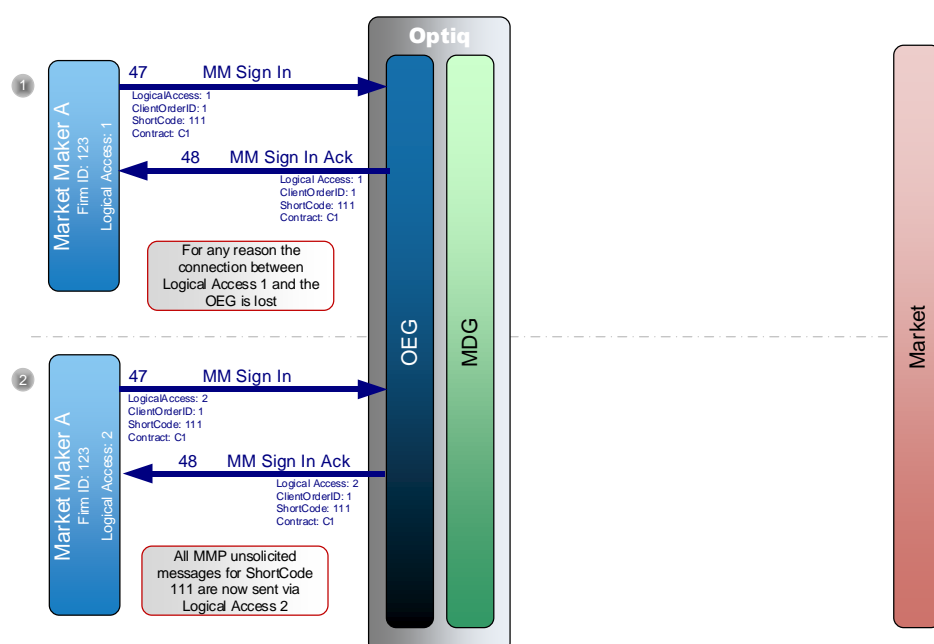 Optiq
1
Market Maker A
Firm ID: 123
Logical Access: 1
47 MM Sign In
LogicalAccess: 1
ClientOrderID: 1
ShortCode: 111
Contract: C1
48 MM Sign In Ack
Logical Access: 1
ClientOrderID: 1
ShortCode: 111
Contract: C1
For any reason the
connection between
Logical Access 1 and the
OEG is lost
OEG
MDG
Market
2
Market Maker A
Firm ID: 123
Logical Access: 2
47 MM Sign In
LogicalAccess: 2
ClientOrderID: 1
ShortCode: 111
Contract: C1
48 MM Sign In Ack
Logical Access: 2
ClientOrderID: 1
ShortCode: 111
Contract: C1
All MMP unsolicited
messages for ShortCode
111 are now sent via
Logical Access 2